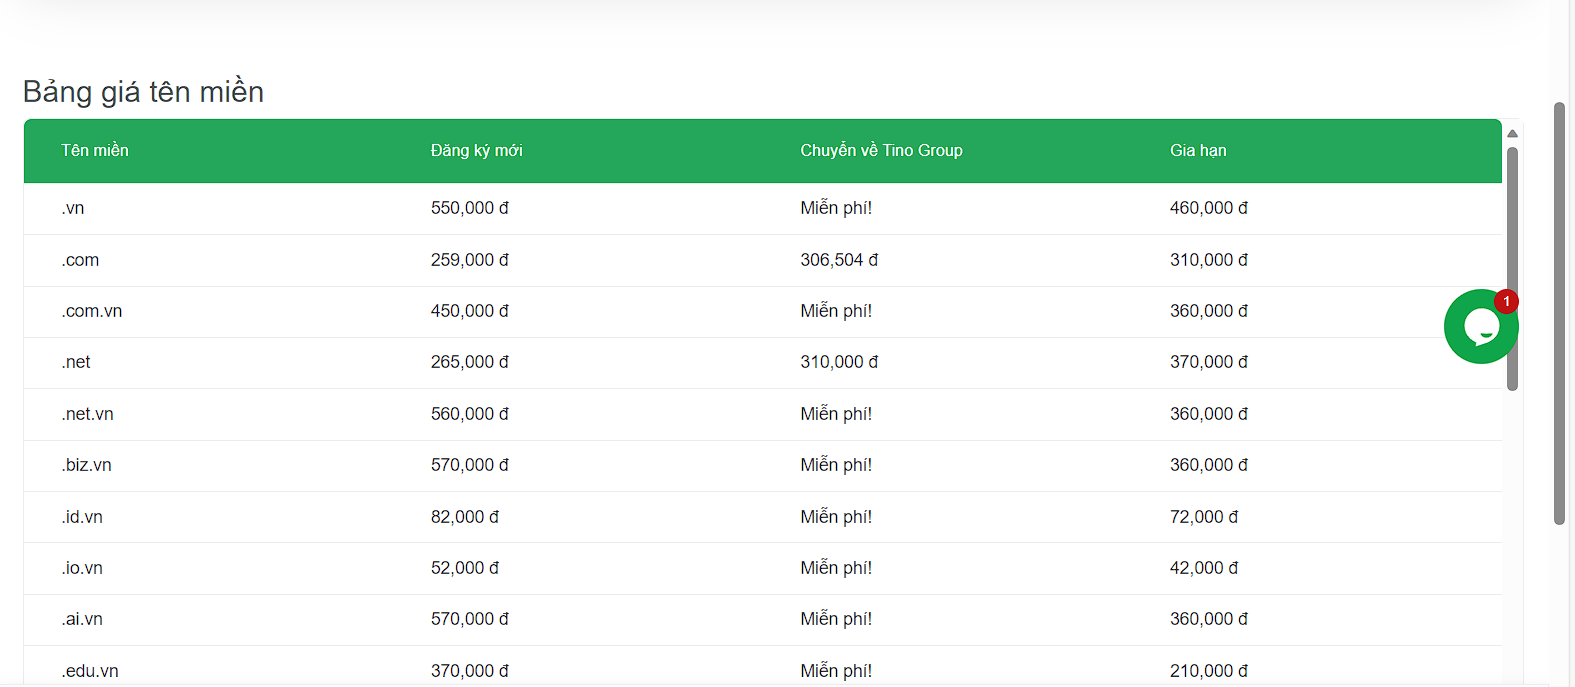 Bảng giá tên miền
Tên miền Đăng ký mới Chuyển về Tino Group Gia hạn
.vn 550,000 đ Miễn phí! 460,000 đ
.com 259,000 đ 306,504 đ 310,000 đ
.com.vn 450,000 đ Miễn phí! 360,000 đ
1
.net 265,000 đ 310,000 đ 370,000 đ
.net.vn 560,000 đ Miễn phí! 360,000 đ
.biz.vn 570,000 đ Miễn phí! 360,000 đ
.id.vn 82,000 đ Miễn phí! 72,000 đ
.io.vn 52,000 đ Miễn phí! 42,000 đ
.ai.vn 570,000 đ Miễn phí! 360,000 đ
.edu.vn 370,000 đ Miễn phí! 210,000 đ